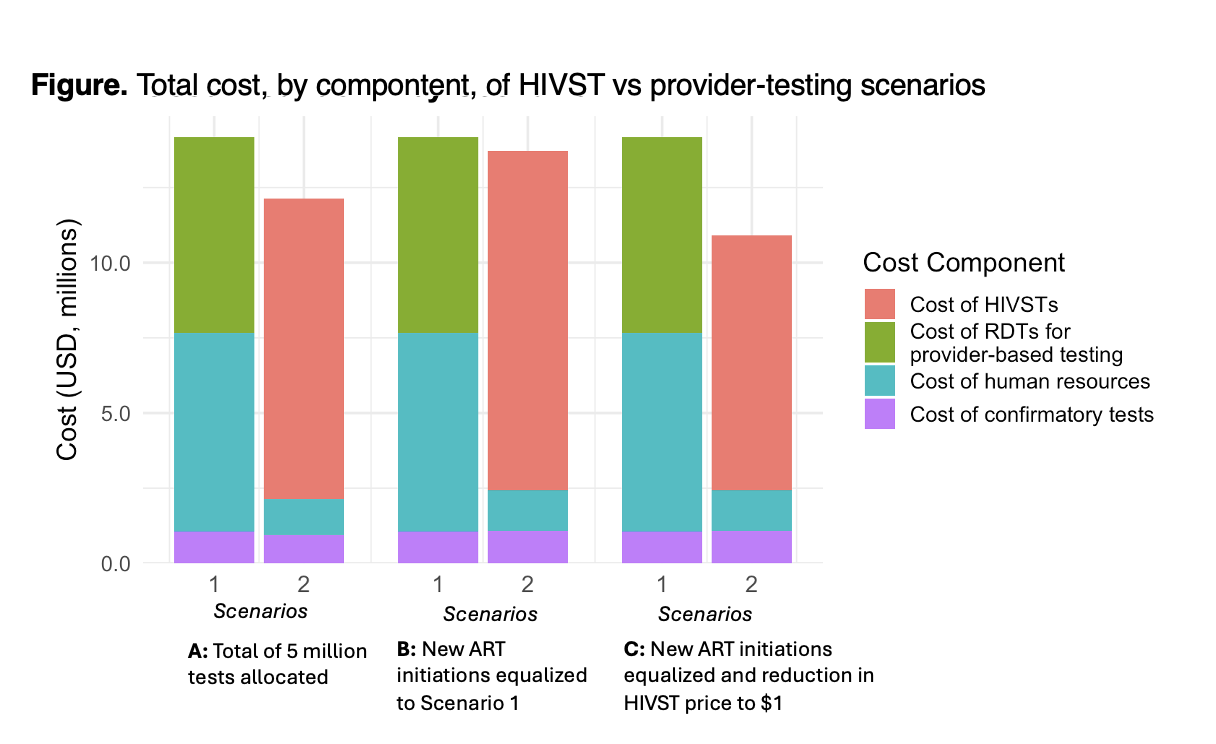 Figure. Total cost, by compontent, of HIVST vs provider-testing scenarios
Cost (USD, millions)
10.0
5.0
0.0
1
2
1
2
1
2
Scenarios
Scenarios
Scenarios
A: Total of 5 million
tests allocated
B: New ART
initiations equalized
to Scenario 1
C: New ART initiations
equalized and reduction in
HIVST price to $1
Cost Component
Cost of HIVSTs
Cost of RDTs for
provider-based testing
Cost of human resources
Cost of confirmatory tests